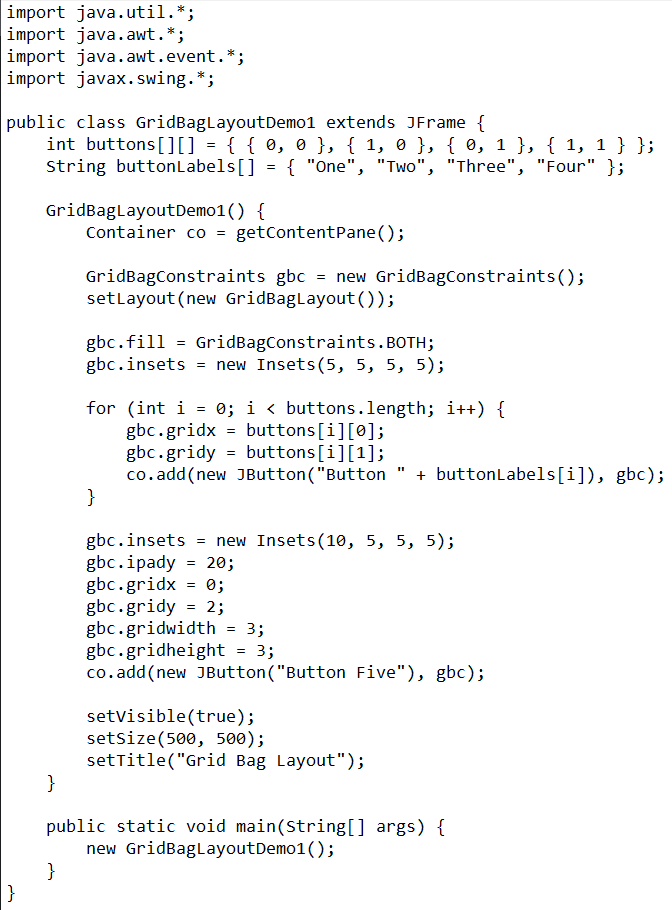 import java.util.*;
import java.awt.*;
import java.awt.event.*;
import javax.swing.*;

public class GridBagLayoutDemo1 extends JFrame {
    int buttons[][] = { { 0, 0 }, { 1, 0 }, { 0, 1 }, { 1, 1 } };
    String buttonLabels[] = { "One", "Two", "Three", "Four" };

    GridBagLayoutDemo1() {
        Container co = getContentPane();

        GridBagConstraints gbc = new GridBagConstraints();
        setLayout(new GridBagLayout());

        gbc.fill = GridBagConstraints.BOTH;
        gbc.insets = new Insets(5, 5, 5, 5);

        for (int i = 0; i < buttons.length; i++) {
            gbc.gridx = buttons[i][0];
            gbc.gridy = buttons[i][1];
            co.add(new JButton("Button " + buttonLabels[i]), gbc);
        }

        gbc.insets = new Insets(10, 5, 5, 5);
        gbc.ipady = 20;
        gbc.gridx = 0;
        gbc.gridy = 2;
        gbc.gridwidth = 3;
        gbc.gridheight = 3;
        co.add(new JButton("Button Five"), gbc);

        setVisible(true);
        setSize(500, 500);
        setTitle("Grid Bag Layout");
    }

    public static void main(String[] args) {
        new GridBagLayoutDemo1();
    }
}